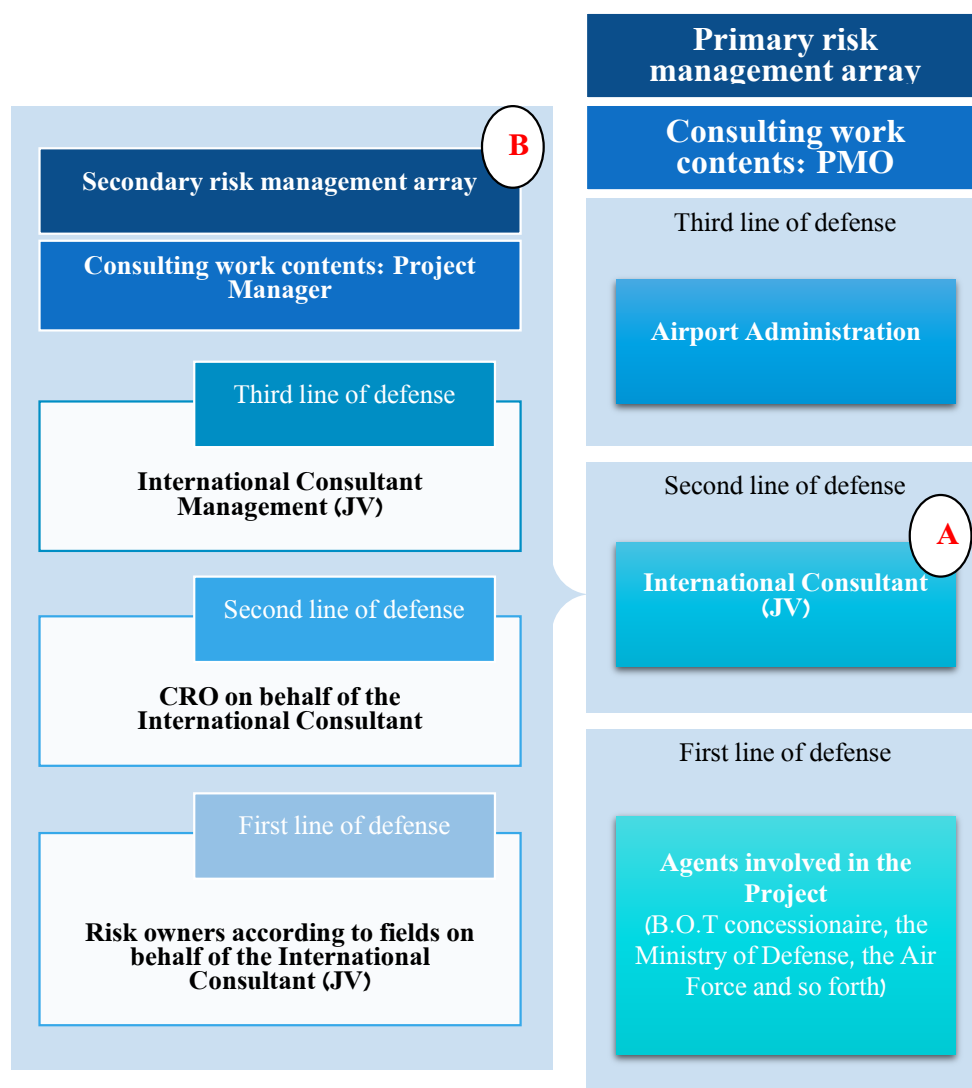 Primary risk
management array
Consulting work
contents: PMO
Third line of defense
Airport Administration
Second line of defense
A
International Consultant
(JV)
First line of defense
Agents involved in the
Project
(B.O.T concessionaire, the
Ministry of Defense, the Air
Force and so forth)
B
Secondary risk management array
Consulting work contents: Project
Manager
Third line of defense
International Consultant
Management (JV)
Second line of defense
CRO on behalf of the
International Consultant
First line of defense
Risk owners according to fields on
behalf of the International
Consultant (JV)